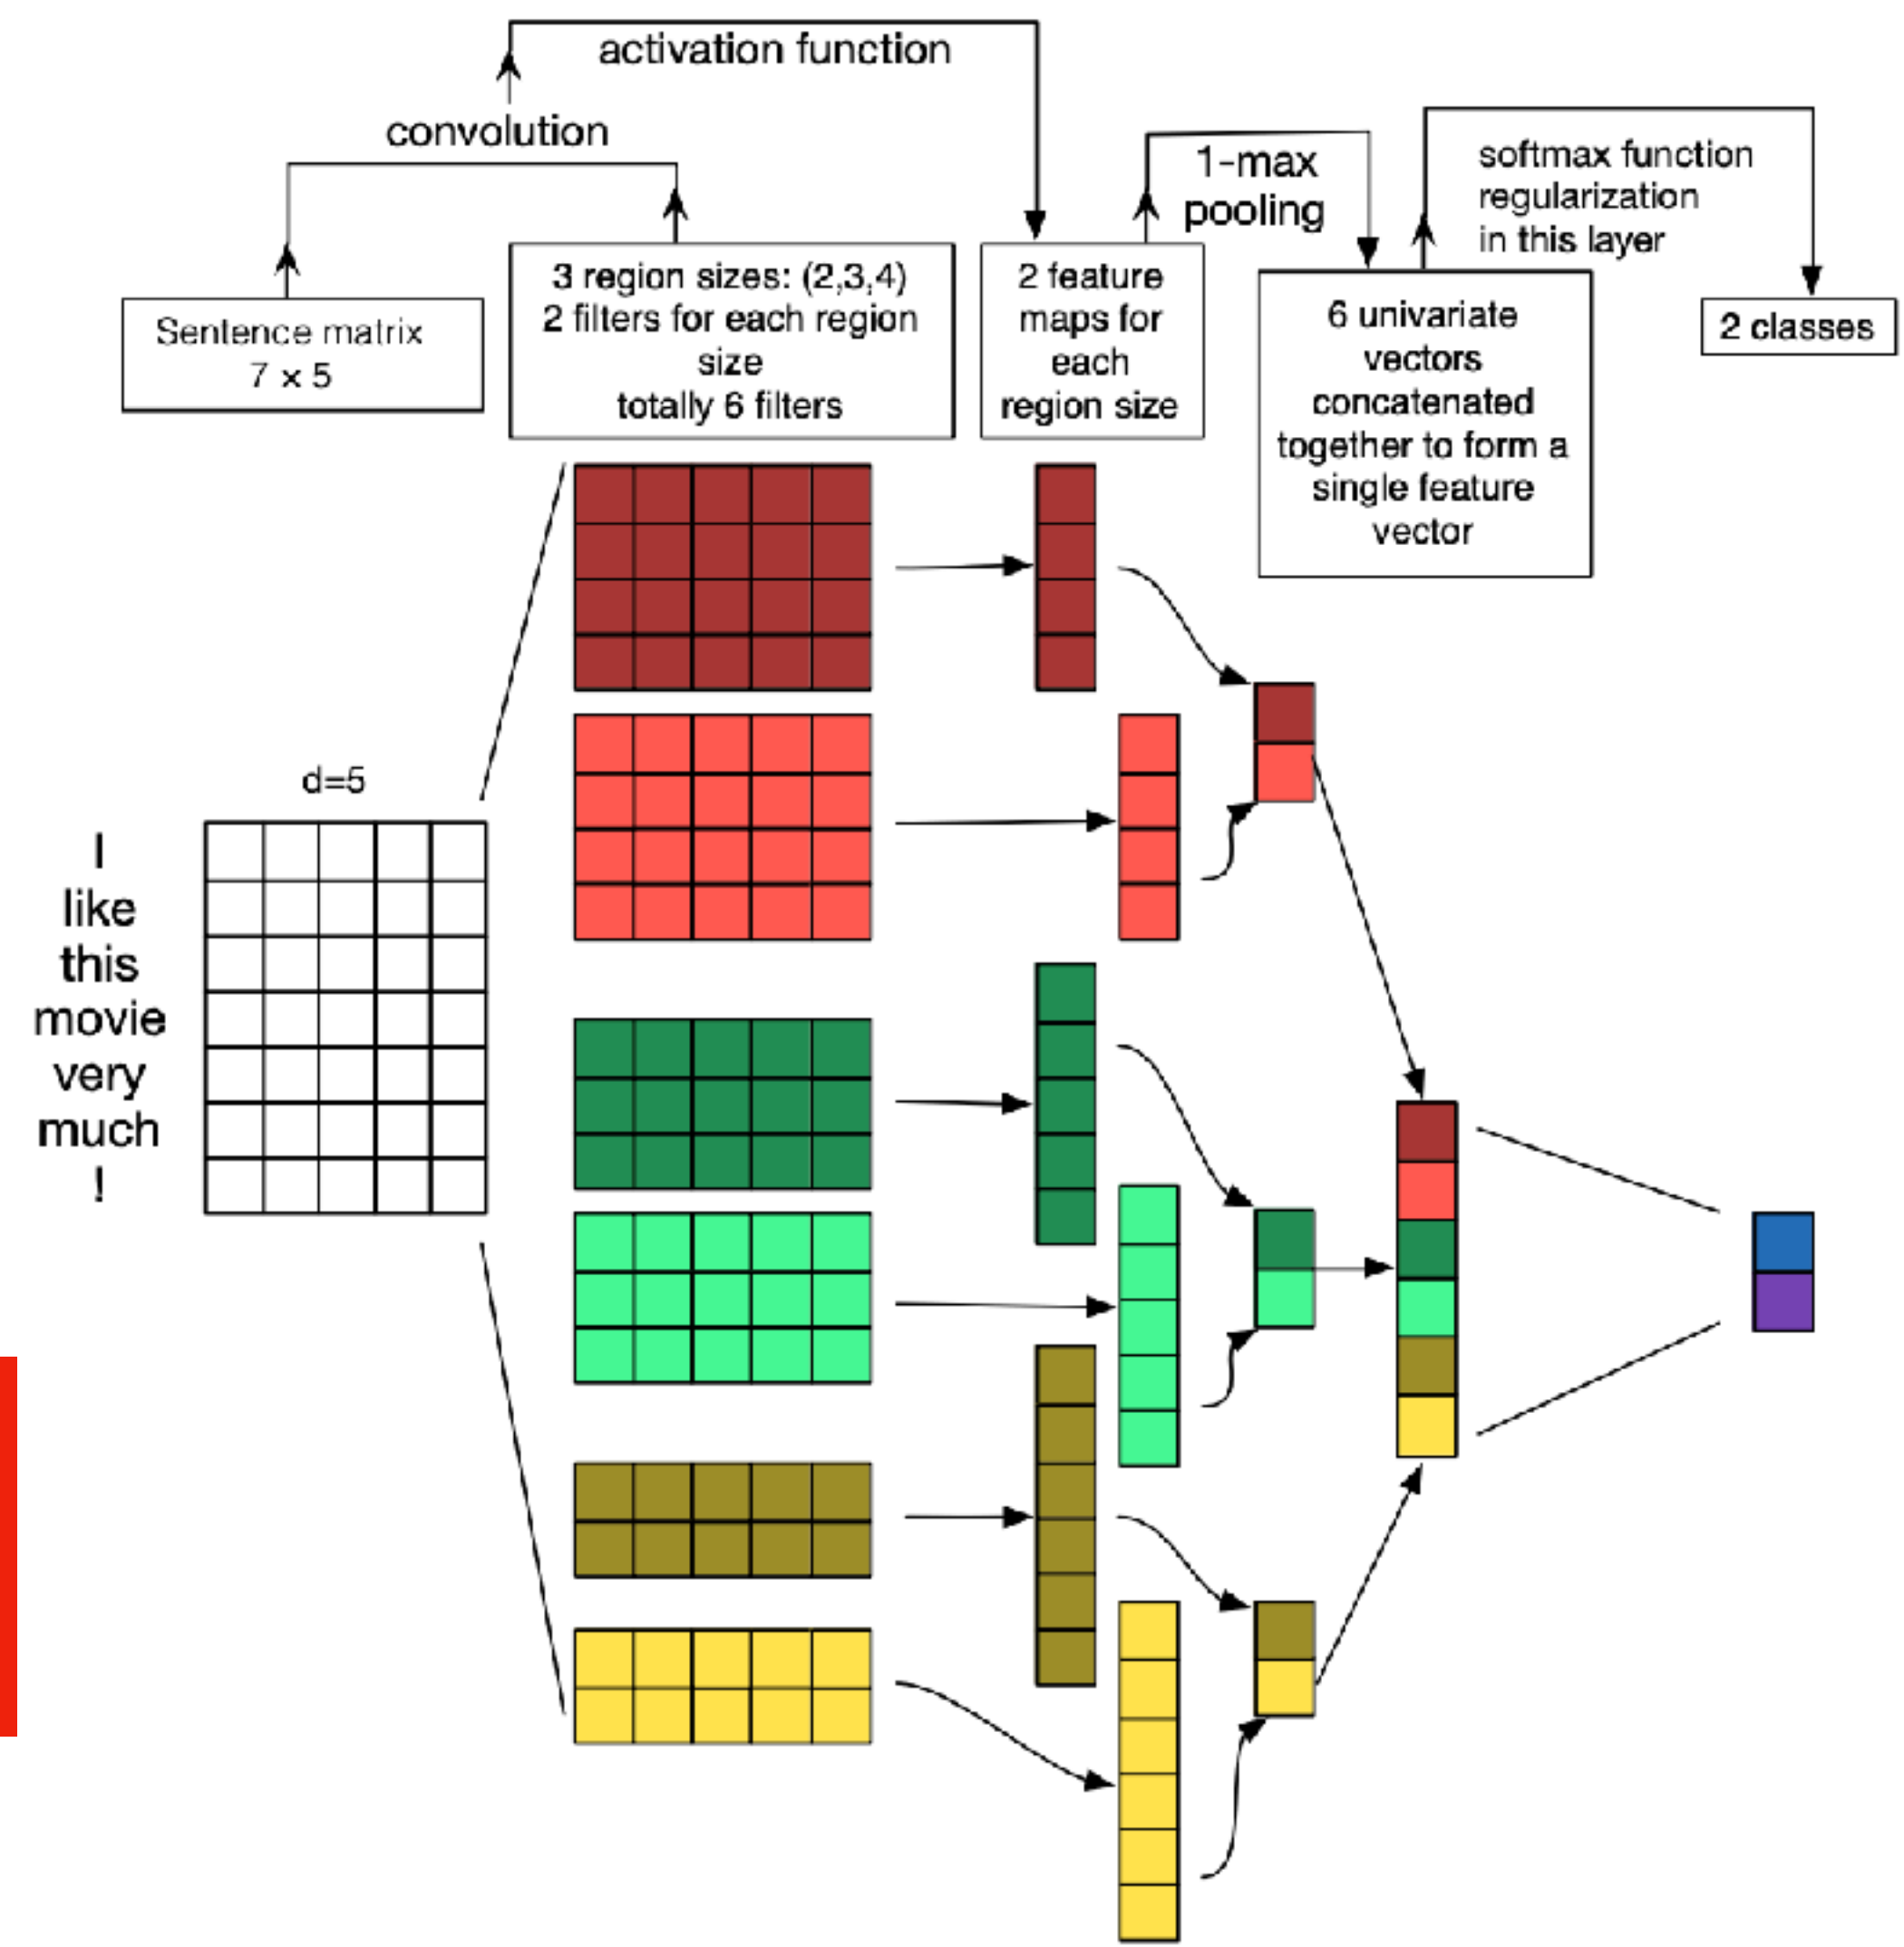 activation function
convolution
1-max
pooling
softmax function
regularization
in this layer
Sentence matrix
7 x 5
3 region sizes: (2,3,4)
2 filters for each region
size
totally 6 filters
2 feature
maps for
each
region size
6 univariate
vectors
concatenated
together to form a
single feature
vector
2 classes
d=5
I
like
this
movie
very
much
!